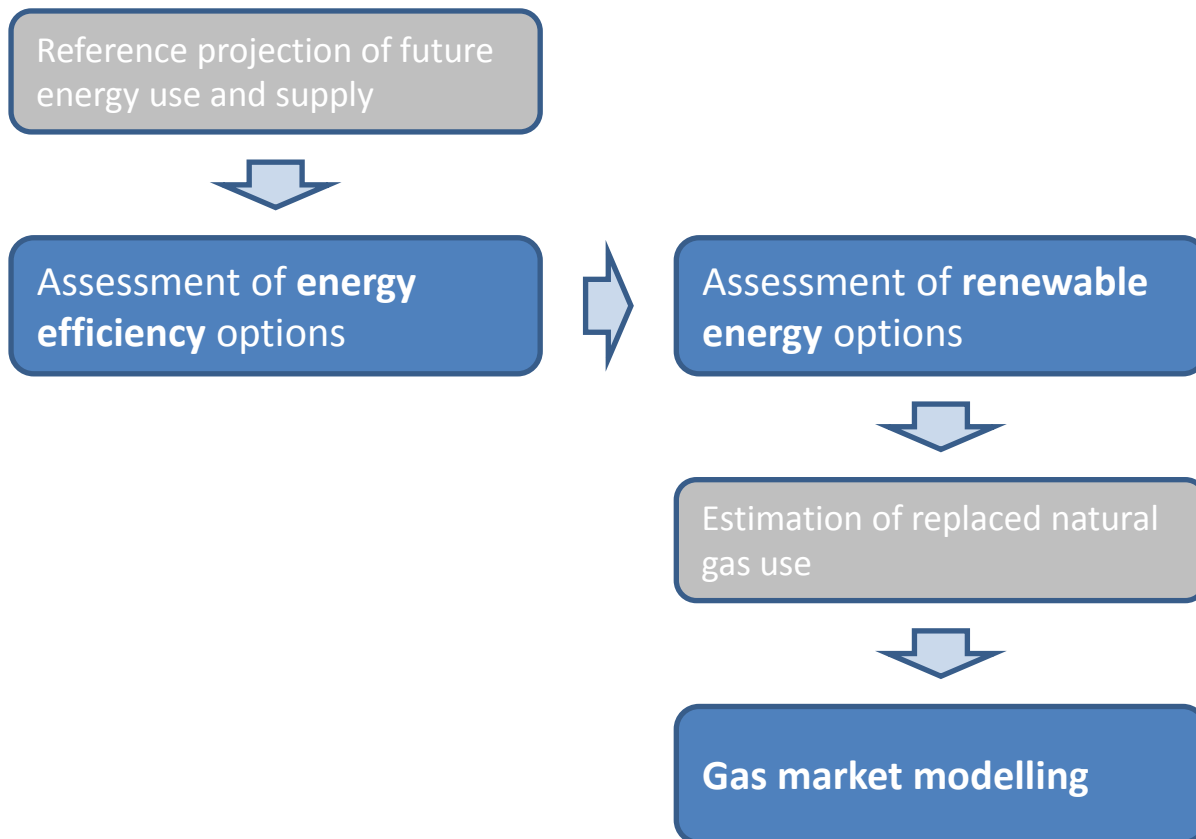 Reference projection of future
energy use and supply
Assessment of energy
efficiency options
Assessment of renewable
energy options
Estimation of replaced natural
gas use
Gas market modelling